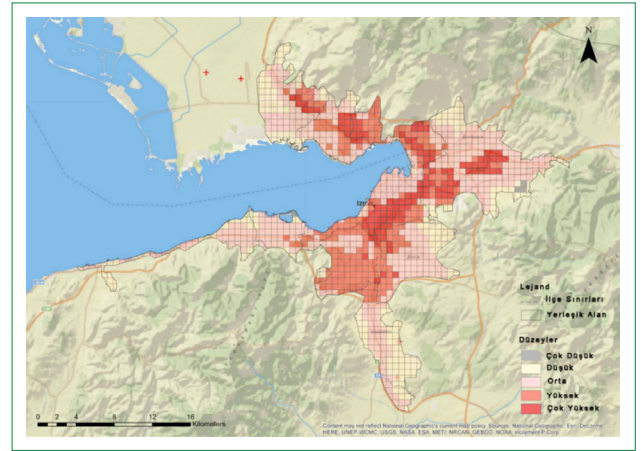 N
İzmir
Lejand
İlçe Sınırları
Yerleşik Alan
Düzeyler
Çok Düşük
Düşük
Orta
Yüksek
Çok Yüksek
0 2 4 8 12 16
Kilometers
Content may not reflect National Geographic's current map policy. Sources: National Geographic, Esri, DeLorme,
HERE, UNEP-WCMC, USGS, NASA, ESA, METI, NRCAN, GEBCO, NOAA, increment P Corp.